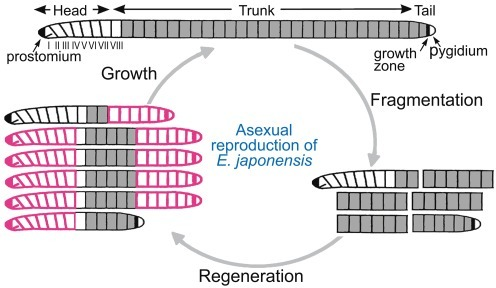 Head Trunk Tail
prostomium I II III IV V VI VII VIII
growth zone
pygidium
Growth
Fragmentation
Asexual
reproduction of
E. japonensis
Regeneration